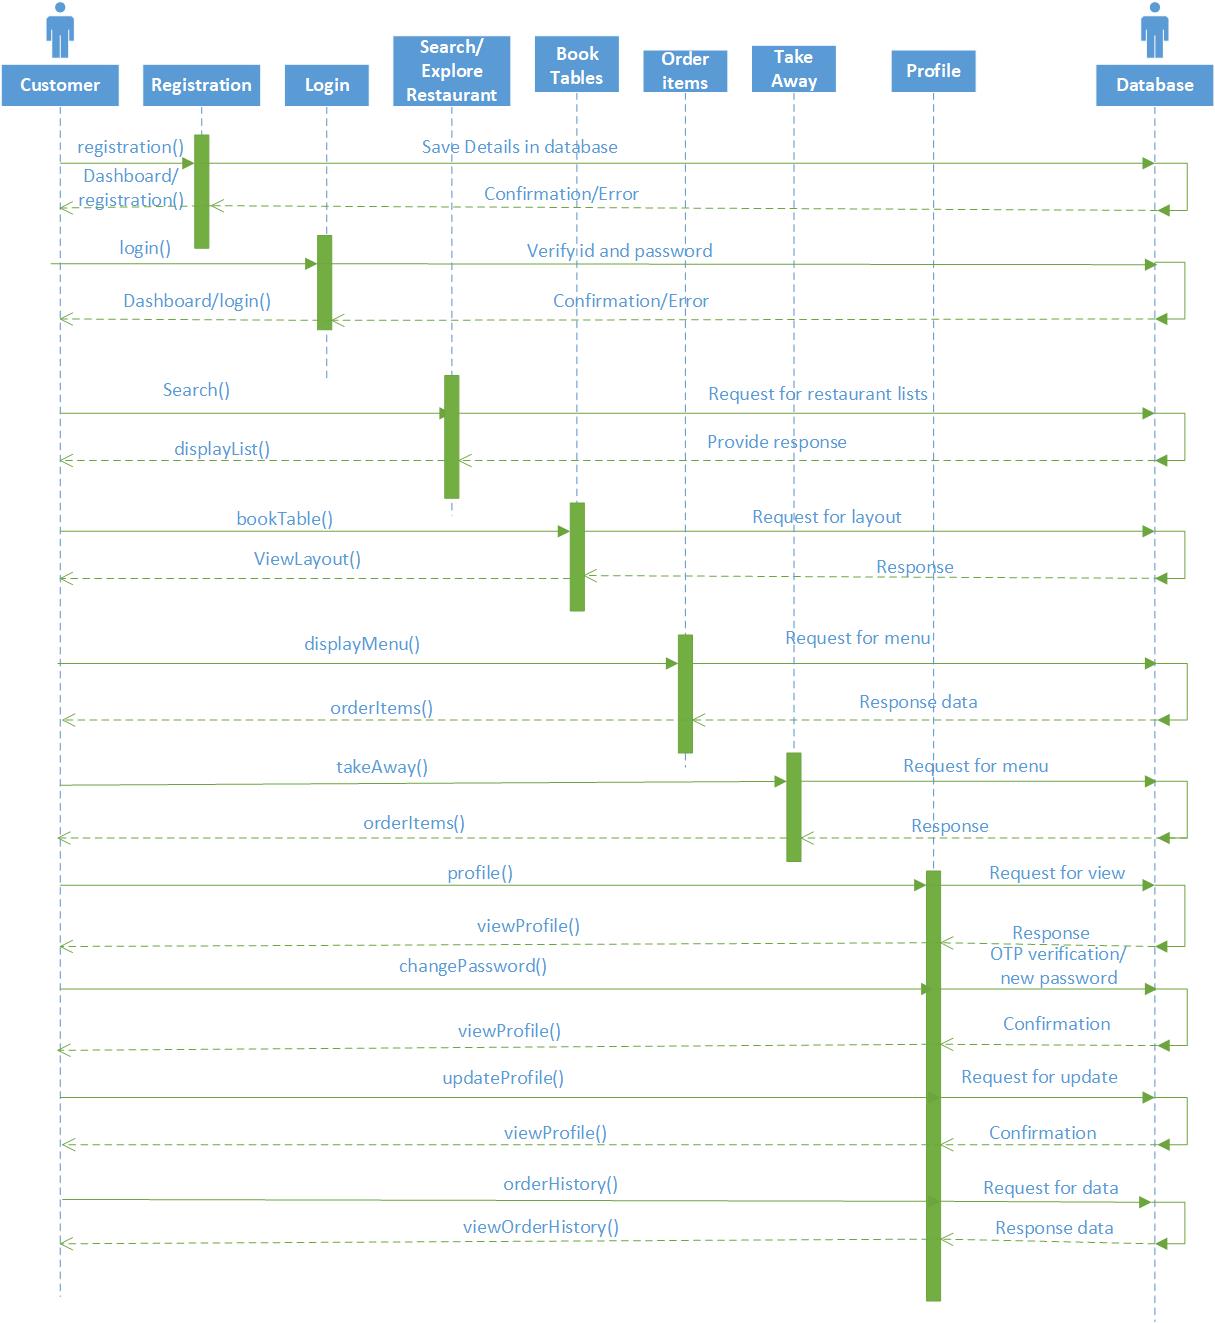 Customer
Registration
Login
Search/
Explore
Restaurant
Book
Tables
Order
items
Take
Away
Profile
Database
registration()
Save Details in database
Dashboard/
registration()
Confirmation/Error
login()
Verify id and password
Dashboard/login()
Confirmation/Error
Search()
Request for restaurant lists
displayList()
Provide response
bookTable()
Request for layout
ViewLayout()
Response
displayMenu()
Request for menu
orderItems()
Response data
takeAway()
Request for menu
orderItems()
Response
profile()
Request for view
viewProfile()
Response
changePassword()
OTP verification/
new password
viewProfile()
Confirmation
updateProfile()
Request for update
viewProfile()
Confirmation
orderHistory()
Request for data
viewOrderHistory()
Response data